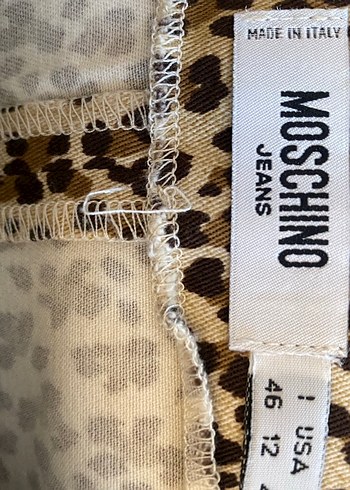 MADE IN ITALY
MOSCHINO
JEANS
I USA
46 12